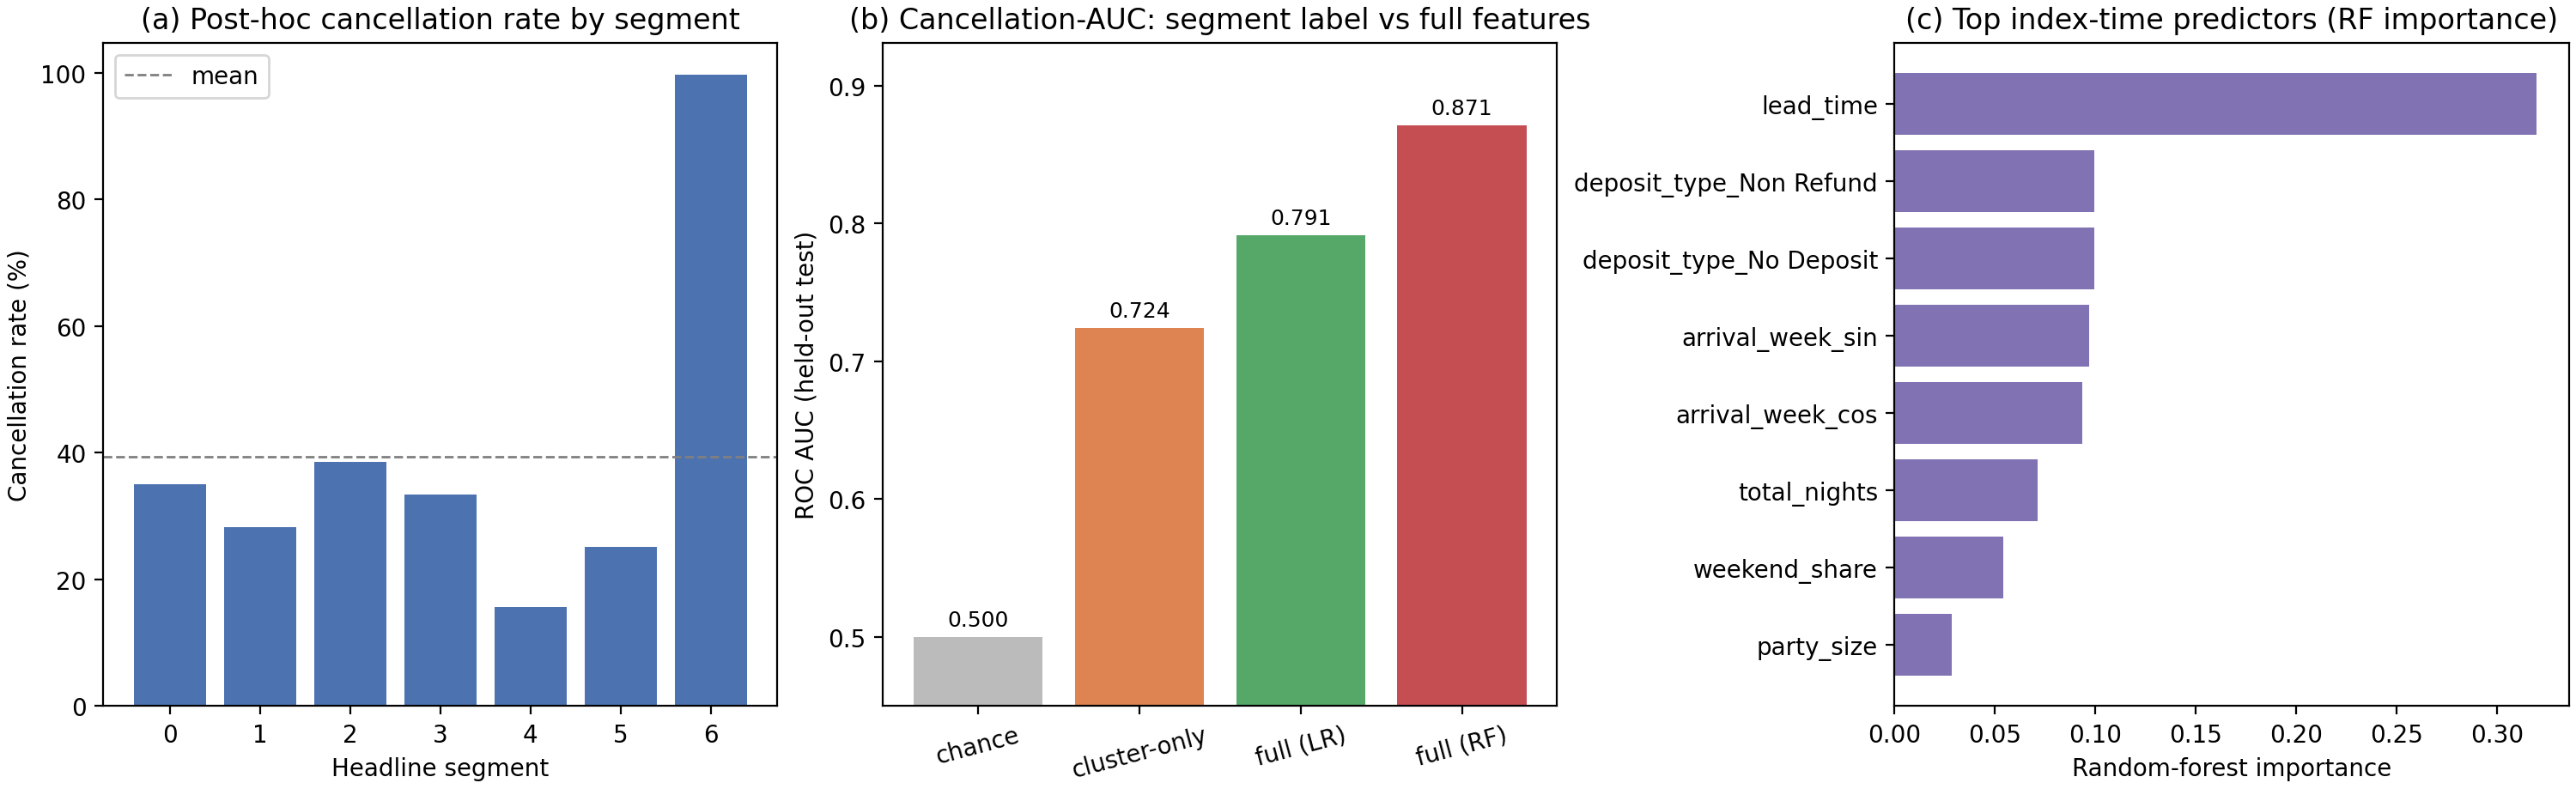 (a) Post-hoc cancellation rate by segment
mean
100
80
60
40
20
0
Cancellation rate (%)
0 1 2 3 4 5 6
Headline segment
(b) Cancellation-AUC: segment label vs full features
0.9
0.8
0.7
0.6
0.5
ROC AUC (held-out test)
0.500
0.724
0.791
0.871
chance cluster-only full (LR) full (RF)
(c) Top index-time predictors (RF importance)
lead_time
deposit_type_Non Refund
deposit_type_No Deposit
arrival_week_sin
arrival_week_cos
total_nights
weekend_share
party_size
0.00 0.05 0.10 0.15 0.20 0.25 0.30
Random-forest importance